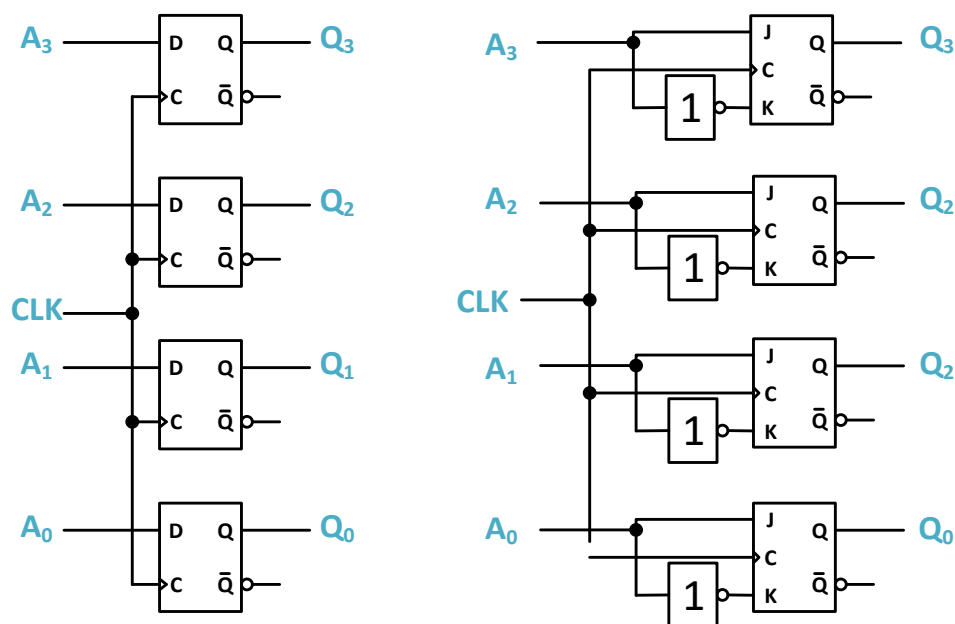 A₃ D Q Q₃
C Q̅
A₂ D Q Q₂
C Q̅
CLK
A₁ D Q Q₁
C Q̅
A₀ D Q Q₀
C Q̅
A₃ J Q Q₃
C
1 K Q̅
A₂ J Q Q₂
C
1 K Q̅
CLK
A₁ J Q Q₂
C
1 K Q̅
A₀ J Q Q₀
C
1 K Q̅